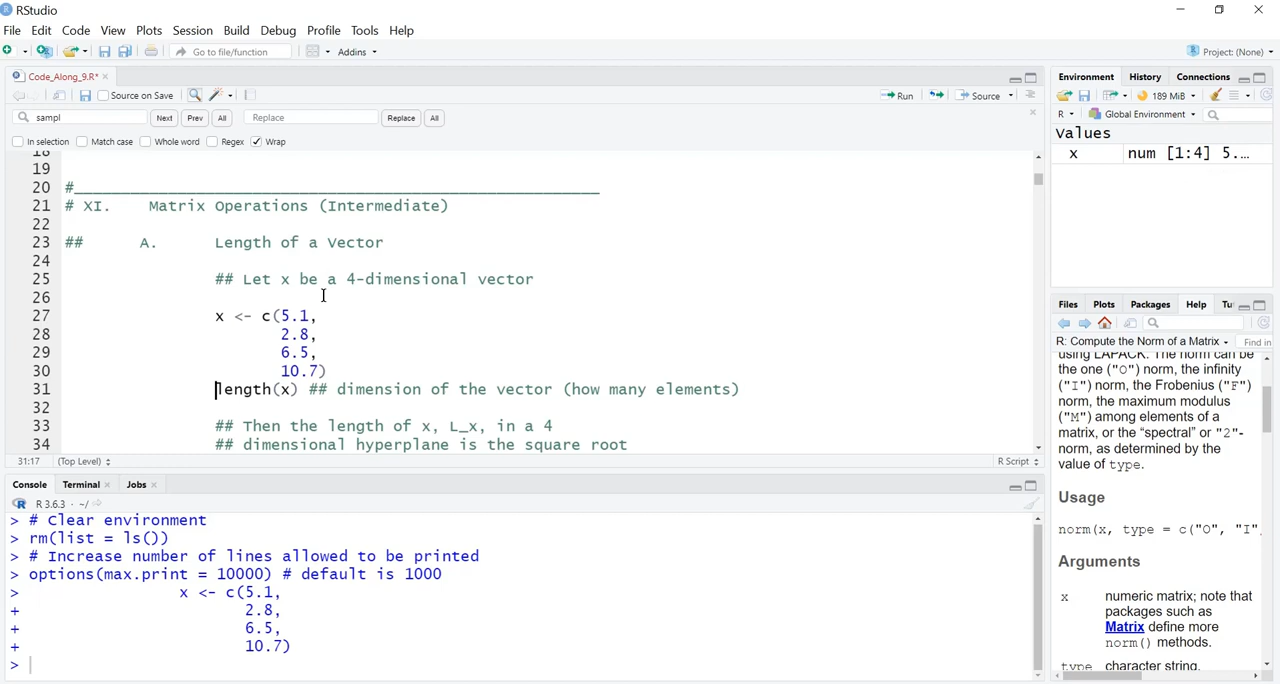 RStudio
File Edit Code View Plots Session Build Debug Profile Tools Help
Go to file/function Addins Project: (None)
Code_Along_9.R*
Source on Save Run Source
sampl Next Prev All Replace Replace All
In selection Match case Whole word Regex Wrap
18
19
20 #_________________________________________________________
21 # XI. Matrix Operations (Intermediate)
22
23 ## A. Length of a Vector
24
25 ## Let x be a 4-dimensional vector
26
27 x <- c(5.1,
28 2.8,
29 6.5,
30 10.7)
31 length(x) ## dimension of the vector (how many elements)
32
33 ## Then the length of x, L_x, in a 4
34 ## dimensional hyperplane is the square root
31:17 (Top Level) R Script
Console Terminal Jobs
R 3.6.3 · ~/
> # Clear environment
> rm(list = ls())
> # Increase number of lines allowed to be printed
> options(max.print = 10000) # default is 1000
> x <- c(5.1,
+ 2.8,
+ 6.5,
+ 10.7)
>
Environment History Connections
189 MiB
R Global Environment
Values
x num [1:4] 5.…
Files Plots Packages Help Tu
R: Compute the Norm of a Matrix Find in
using LAPACK. The norm can be
the one ("O") norm, the infinity
("I") norm, the Frobenius ("F")
norm, the maximum modulus
("M") among elements of a
matrix, or the “spectral” or "2"-
norm, as determined by the
value of type.
Usage
norm(x, type = c("O", "I",
Arguments
x numeric matrix; note that
packages such as
Matrix define more
norm() methods.
type character string,